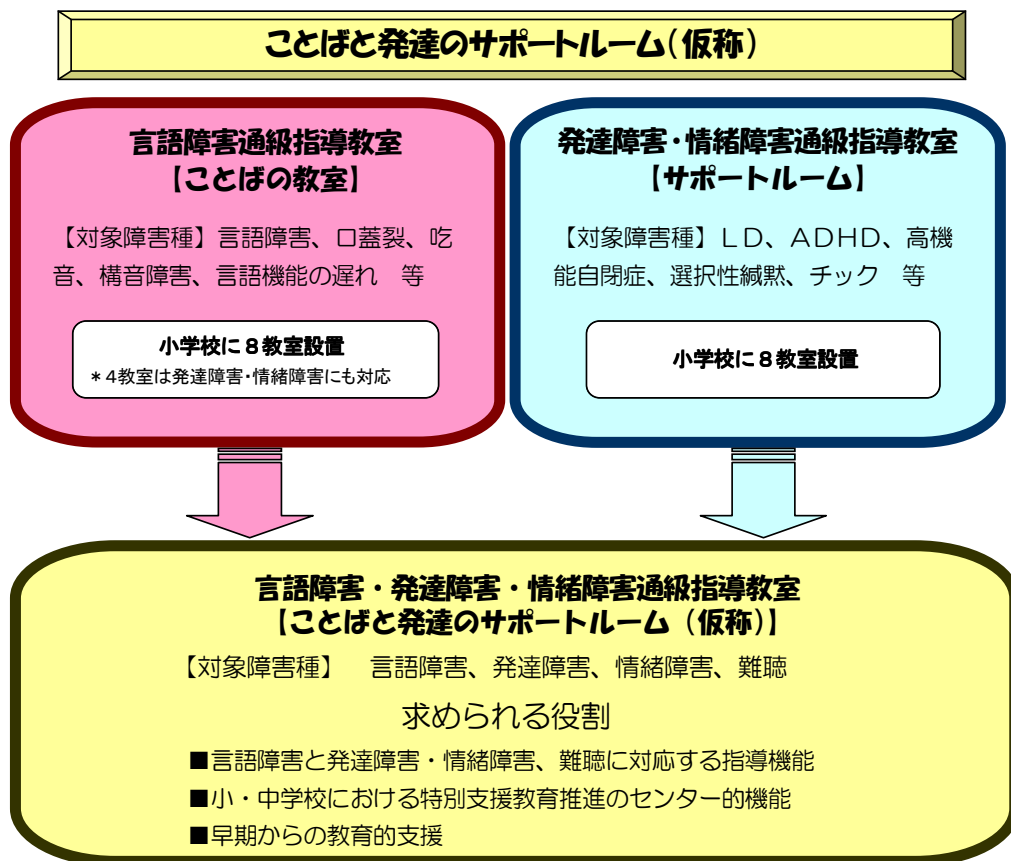 ことばと発達のサポートルーム(仮称)
言語障害通級指導教室
【ことばの教室】
【対象障害種】言語障害、口蓋裂、吃
音、構音障害、言語機能の遅れ　等
小学校に８教室設置
＊4教室は発達障害・情緒障害にも対応
発達障害・情緒障害通級指導教室
【サポートルーム】
【対象障害種】ＬＤ、ＡＤＨＤ、高機
能自閉症、選択性緘黙、チック　等
小学校に８教室設置
言語障害・発達障害・情緒障害通級指導教室
【ことばと発達のサポートルーム（仮称）】
【対象障害種】　言語障害、発達障害、情緒障害、難聴
求められる役割
■言語障害と発達障害・情緒障害、難聴に対応する指導機能
■小・中学校における特別支援教育推進のセンター的機能
■早期からの教育的支援